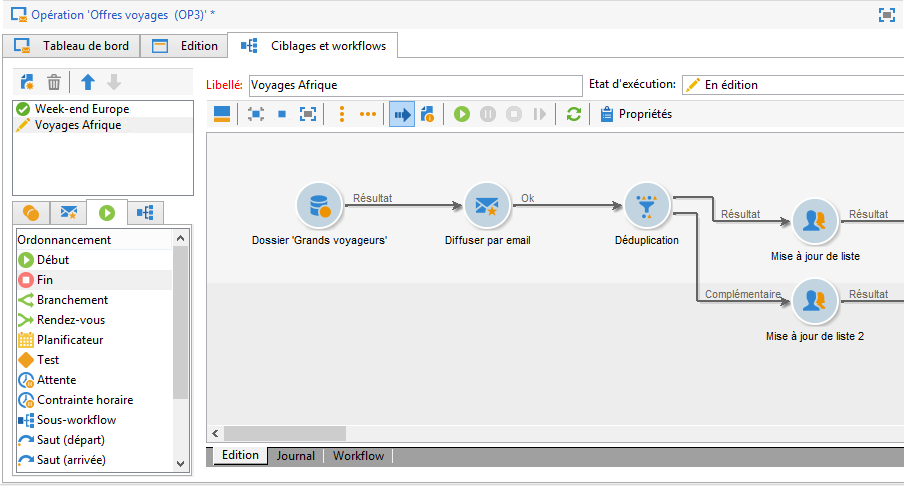 Opération 'Offres voyages (OP3)' *
Tableau de bord Edition Ciblages et workflows
Libellé: Voyages Afrique Etat d'exécution: En édition
Week-end Europe
Voyages Afrique
Propriétés
Résultat Ok
Dossier 'Grands voyageurs' Diffuser par email Déduplication
Résultat Résultat
Mise à jour de liste
Complémentaire Résultat
Mise à jour de liste 2
Ordonnancement
Début
Fin
Branchement
Rendez-vous
Planificateur
Test
Attente
Contrainte horaire
Sous-workflow
Saut (départ)
Saut (arrivée)
Edition Journal Workflow